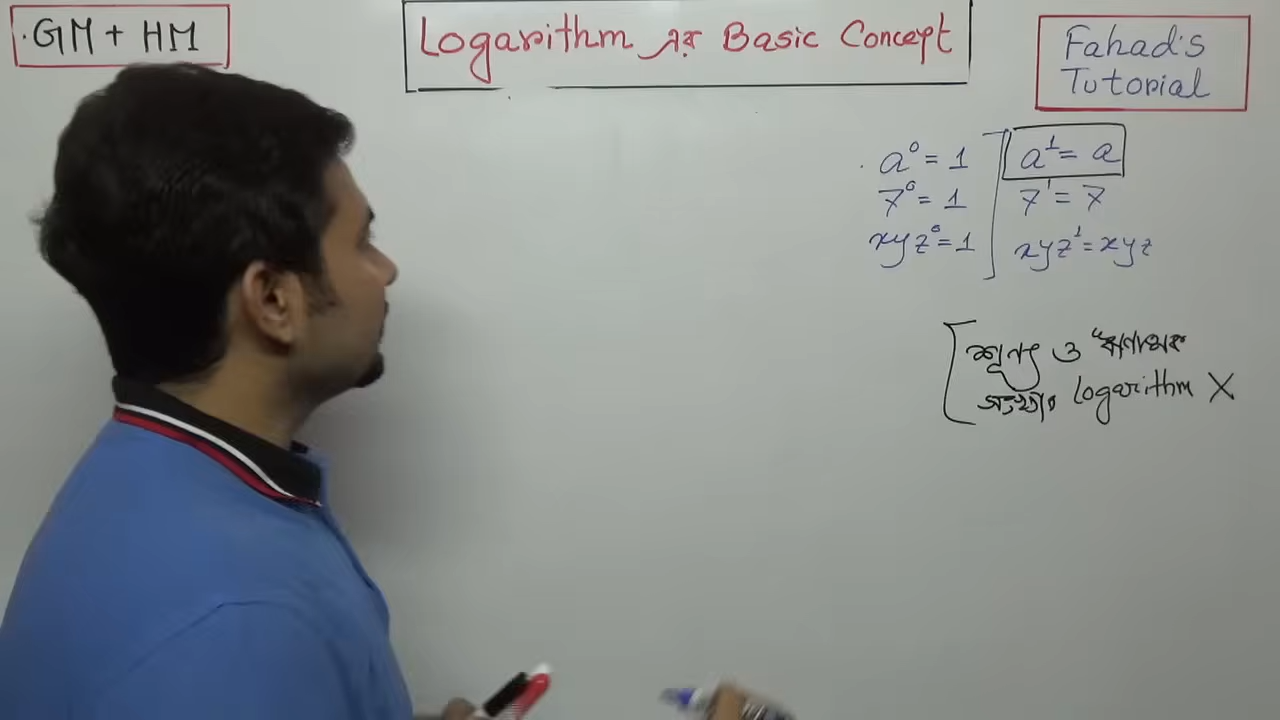 GM + HM
Logarithm এর Basic Concept
Fahad's
Tutorial
a⁰ = 1
7⁰ = 1
xyz⁰ = 1
a¹ = a
7¹ = 7
xyz¹ = xyz
শূন্য ও "ঋণাত্মক
সংখ্যার logarithm X